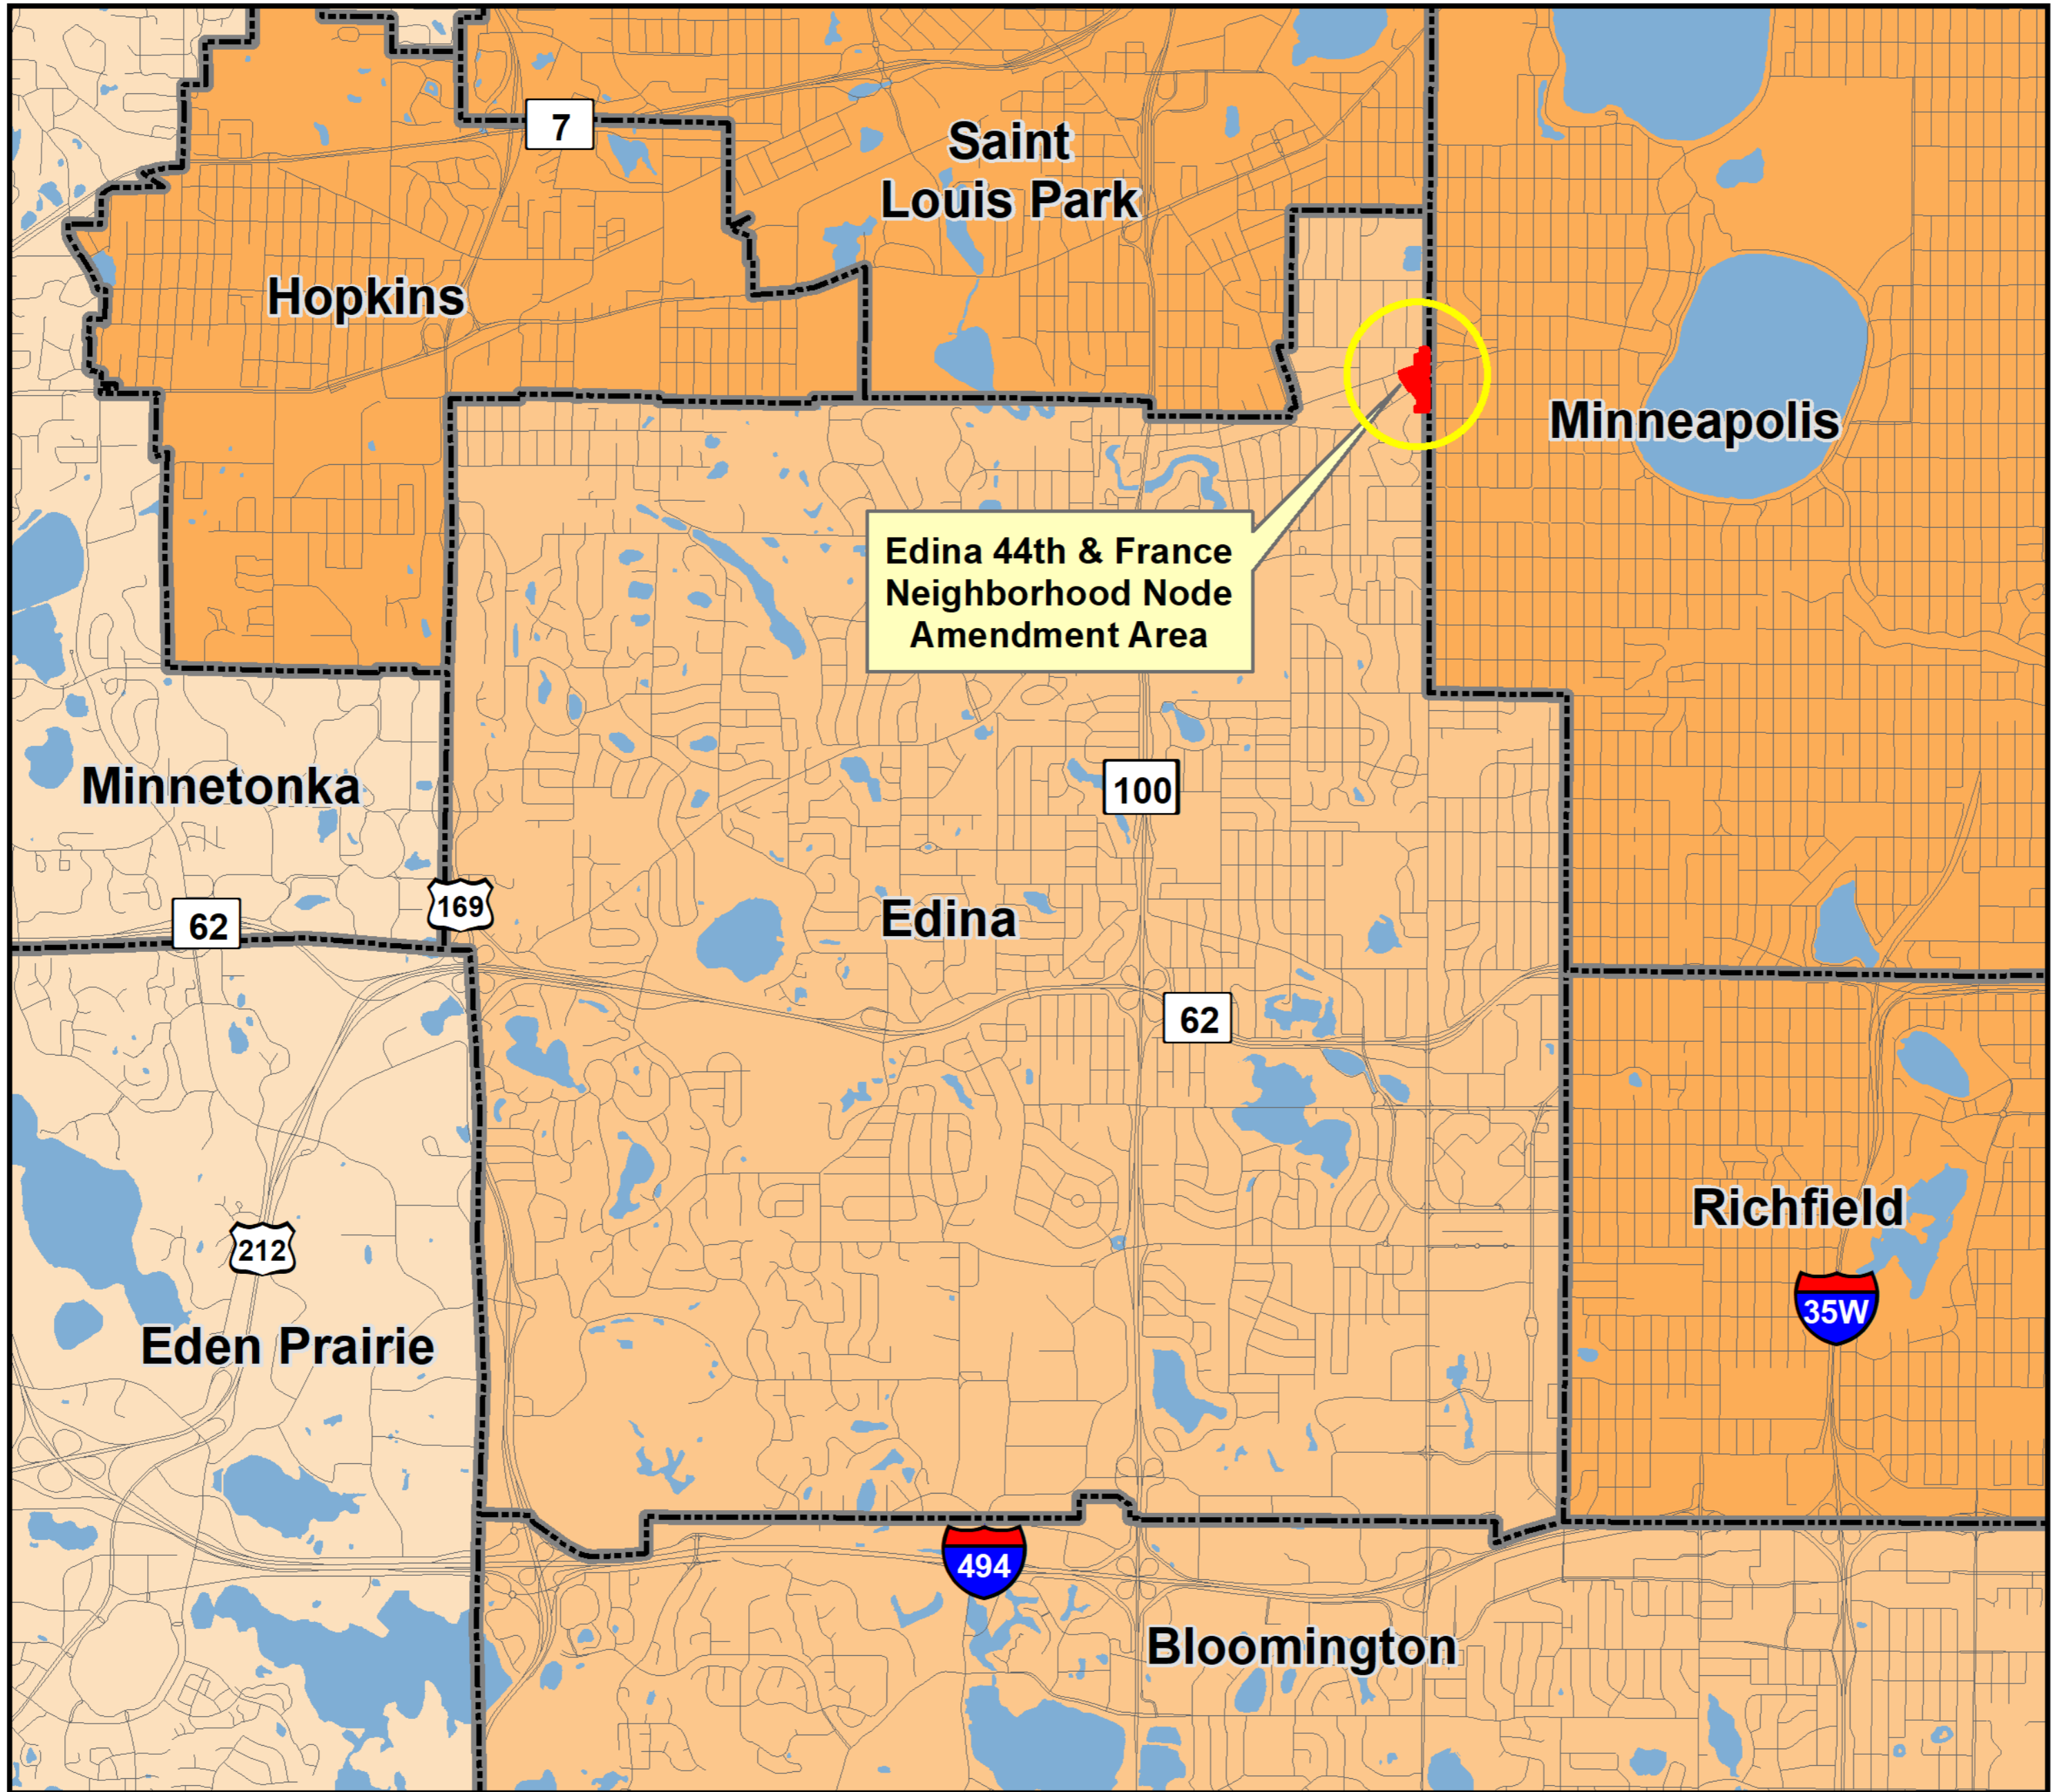 7
Saint
Louis Park
Hopkins
Minneapolis
Edina 44th & France
Neighborhood Node
Amendment Area
Minnetonka
100
169
62
Edina
62
Richfield
212
35W
Eden Prairie
494
Bloomington